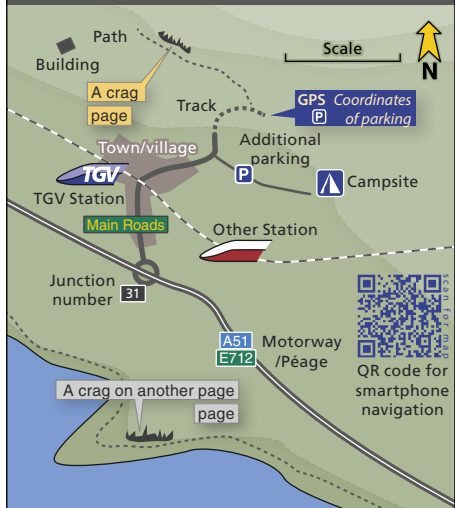 Path
Building
Scale
N
A crag
page
Track
GPS Coordinates
P of parking
Town/village
Additional
parking
P
Campsite
TGV
TGV Station
Main Roads
Other Station
Junction
number
31
scan for map
A51
E712
Motorway
/Péage
QR code for
smartphone
navigation
A crag on another page
page